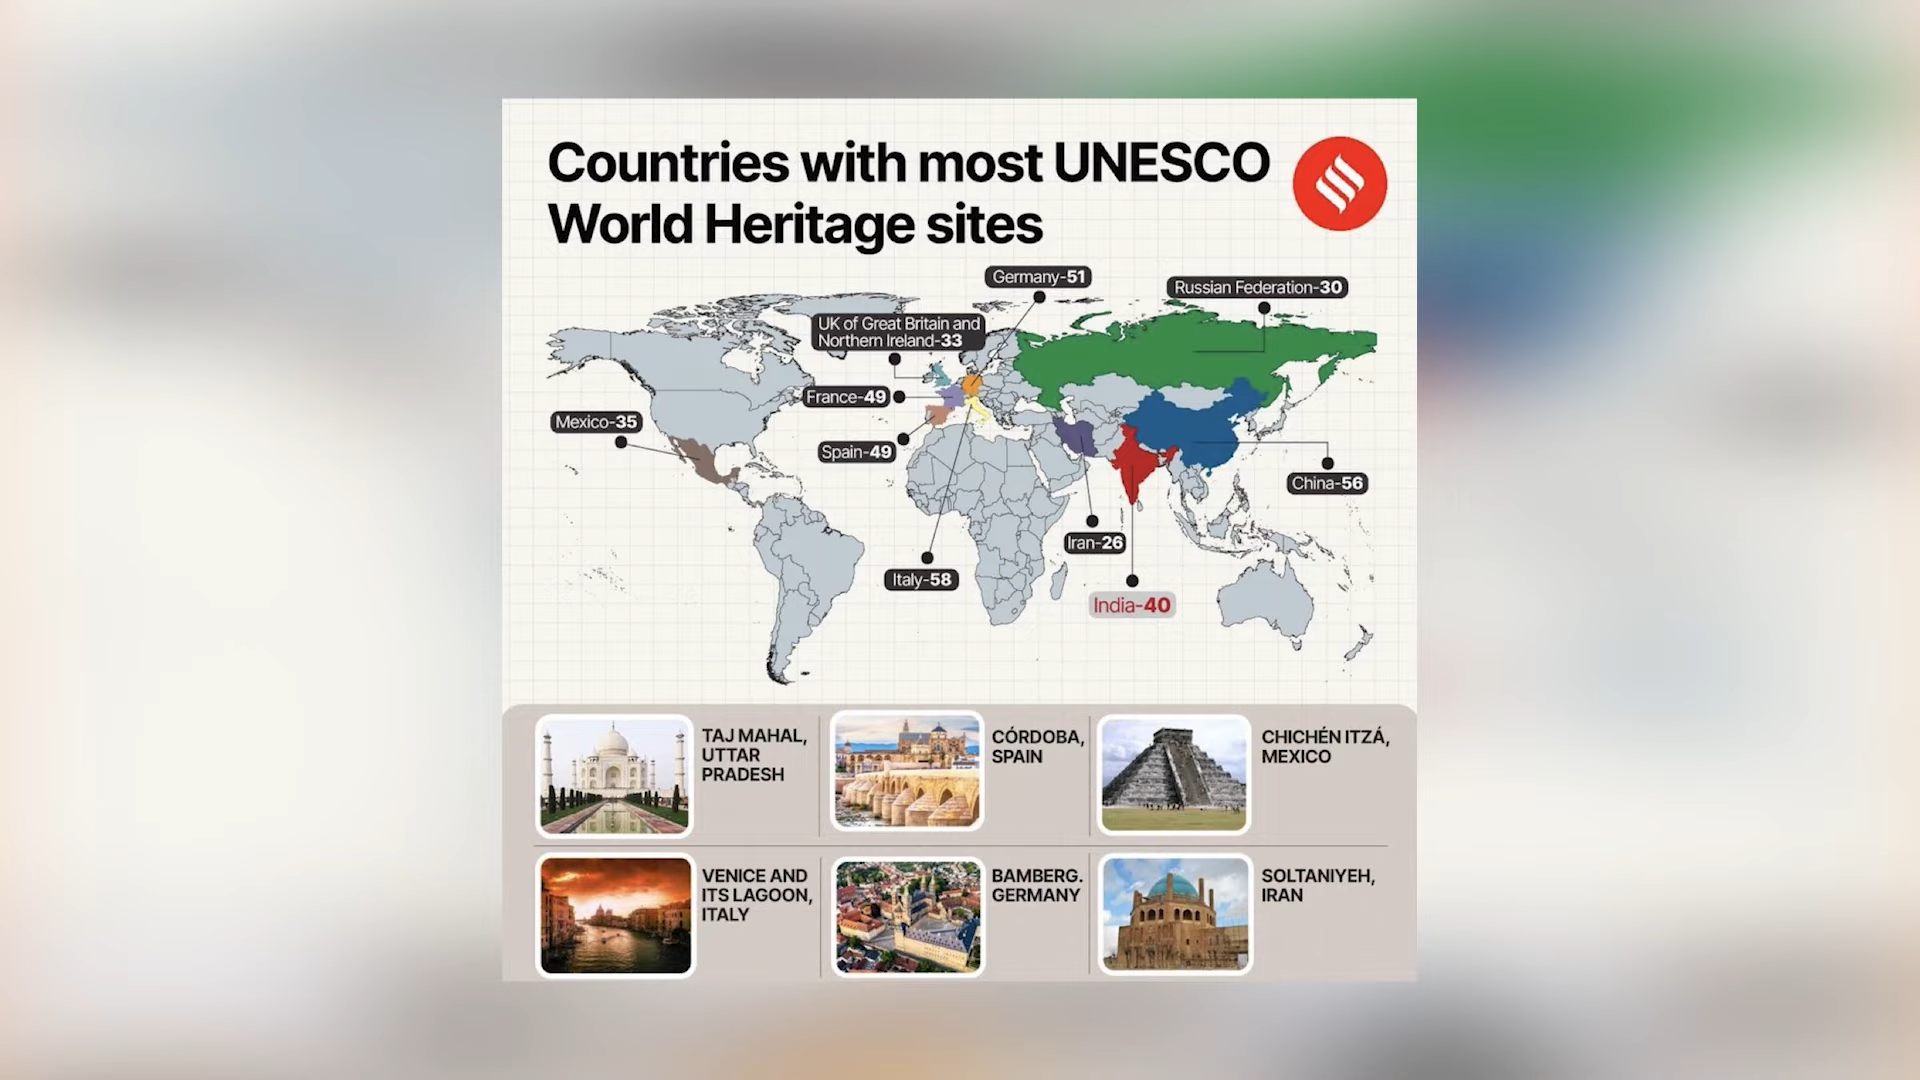 Countries with most UNESCO
World Heritage sites
Germany-51
Russian Federation-30
UK of Great Britain and
Northern Ireland-33
France-49
Mexico-35
Spain-49
China-56
Iran-26
Italy-58
India-40
TAJ MAHAL,
UTTAR
PRADESH
CÓRDOBA,
SPAIN
CHICHÉN ITZÁ,
MEXICO
VENICE AND
ITS LAGOON,
ITALY
BAMBERG.
GERMANY
SOLTANIYEH,
IRAN